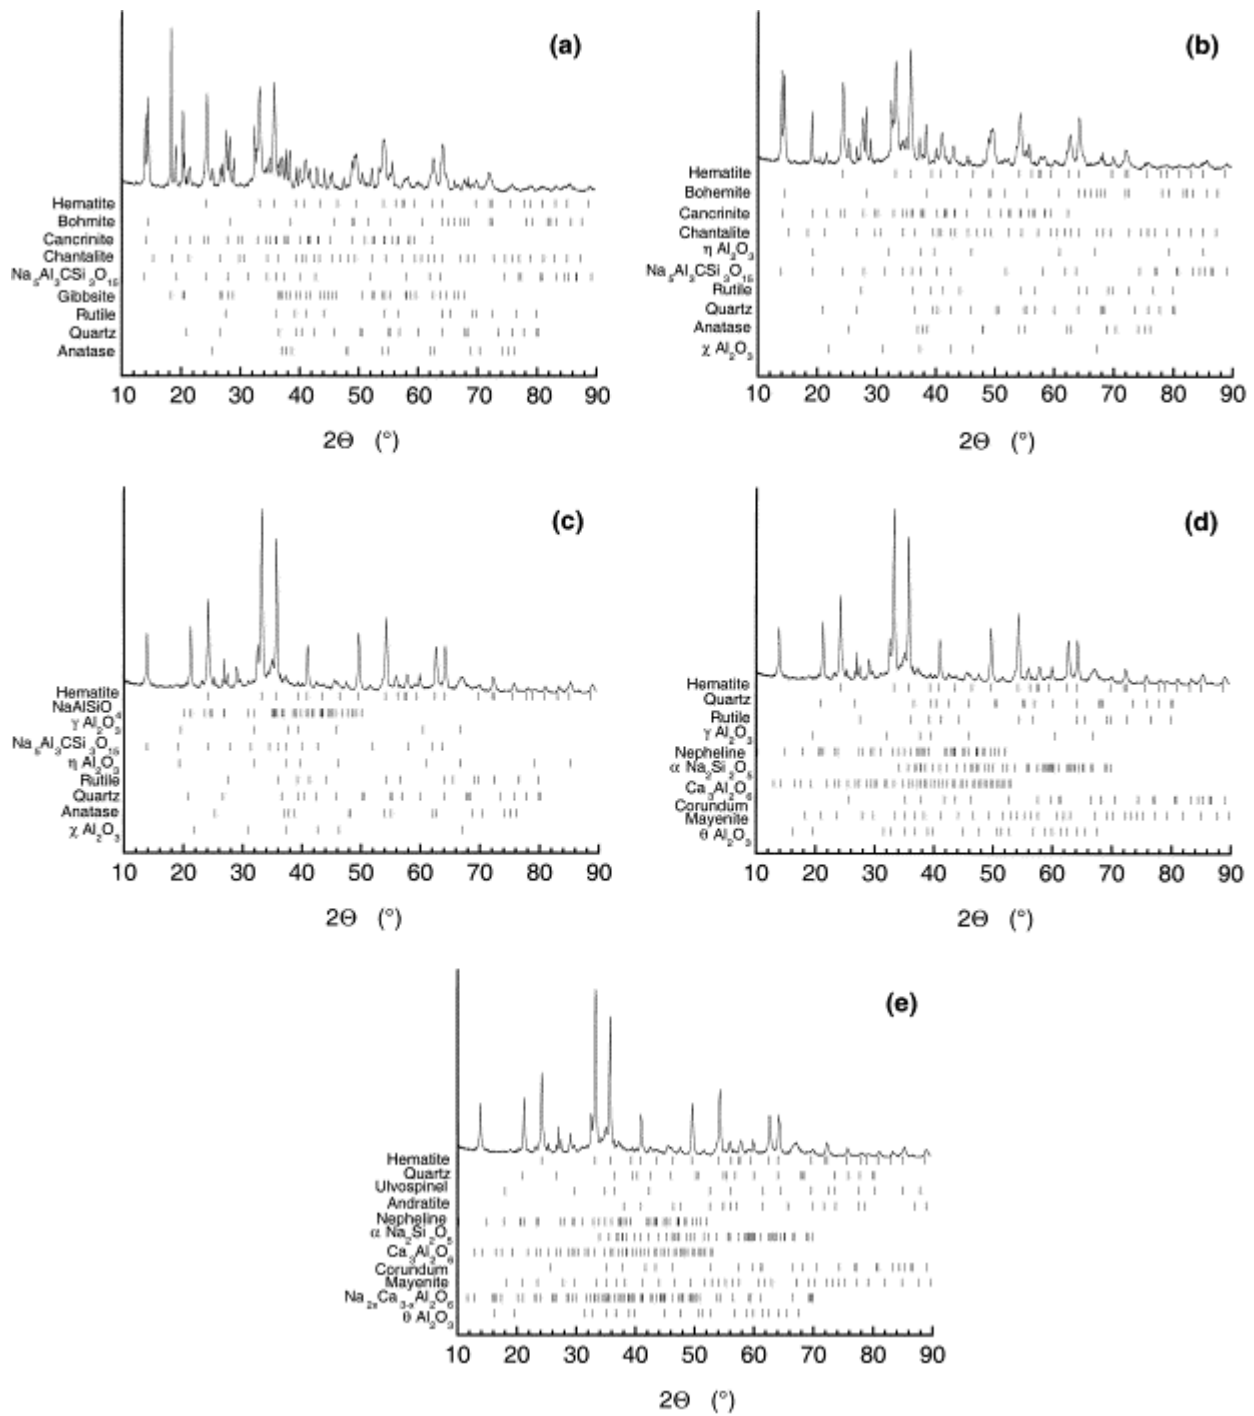 (a)
Hematite
Bohmite
Cancrinite
Chantalite
Na5Al3CSi3O15
Gibbsite
Rutile
Quartz
Anatase
10 20 30 40 50 60 70 80 90
2Θ (°)
(b)
Hematite
Bohemite
Cancrinite
Chantalite
η Al2O3
Na5Al3CSi3O15
Rutile
Quartz
Anatase
χ Al2O3
10 20 30 40 50 60 70 80 90
2Θ (°)
(c)
Hematite
NaAlSiO4
γ Al2O3
Na5Al3CSi3O15
η Al2O3
Rutile
Quartz
Anatase
χ Al2O3
10 20 30 40 50 60 70 80 90
2Θ (°)
(d)
Hematite
Quartz
Rutile
γ Al2O3
Nepheline
α Na2Si2O5
Ca3Al2O6
Corundum
Mayenite
θ Al2O3
10 20 30 40 50 60 70 80 90
2Θ (°)
(e)
Hematite
Quartz
Ulvospinel
Andratite
Nepheline
α Na2Si2O5
Ca3Al2O6
Corundum
Mayenite
Na2xCa3-xAl2O6
θ Al2O3
10 20 30 40 50 60 70 80 90
2Θ (°)